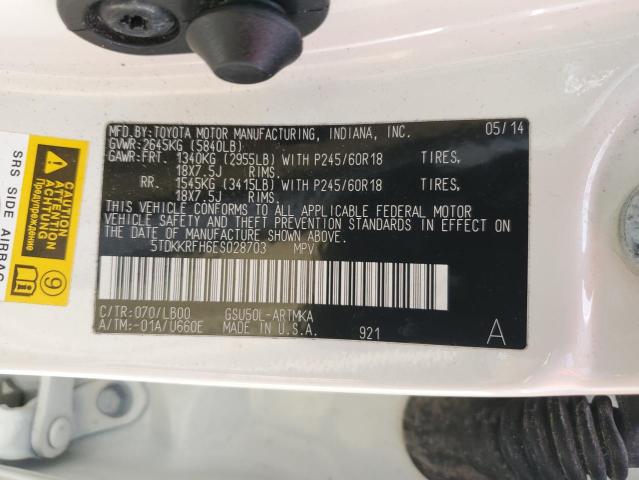 MFD.BY:TOYOTA MOTOR MANUFACTURING, INDIANA, INC. 05/14
GVWR:2645KG (5840LB)
GAWR:FRT. 1340KG (2955LB) WITH P245/60R18 TIRES,
18X7.5J RIMS.
RR. 1545KG (3415LB) WITH P245/60R18 TIRES,
18X7.5J RIMS.
THIS VEHICLE CONFORMS TO ALL APPLICABLE FEDERAL MOTOR
VEHICLE SAFETY AND THEFT PREVENTION STANDARDS IN EFFECT ON
THE DATE OF MANUFACTURE SHOWN ABOVE.
5TDKKRFH6ES028703 MPV
C/TR:070/LB00 GSU50L-ARTMKA
A/TM:-01A/U660E MADE IN U.S.A. 921 A
SRS SIDE AIRBAG
CAUTION
ATTENTION
ACHTUNG
Предупреждение
9